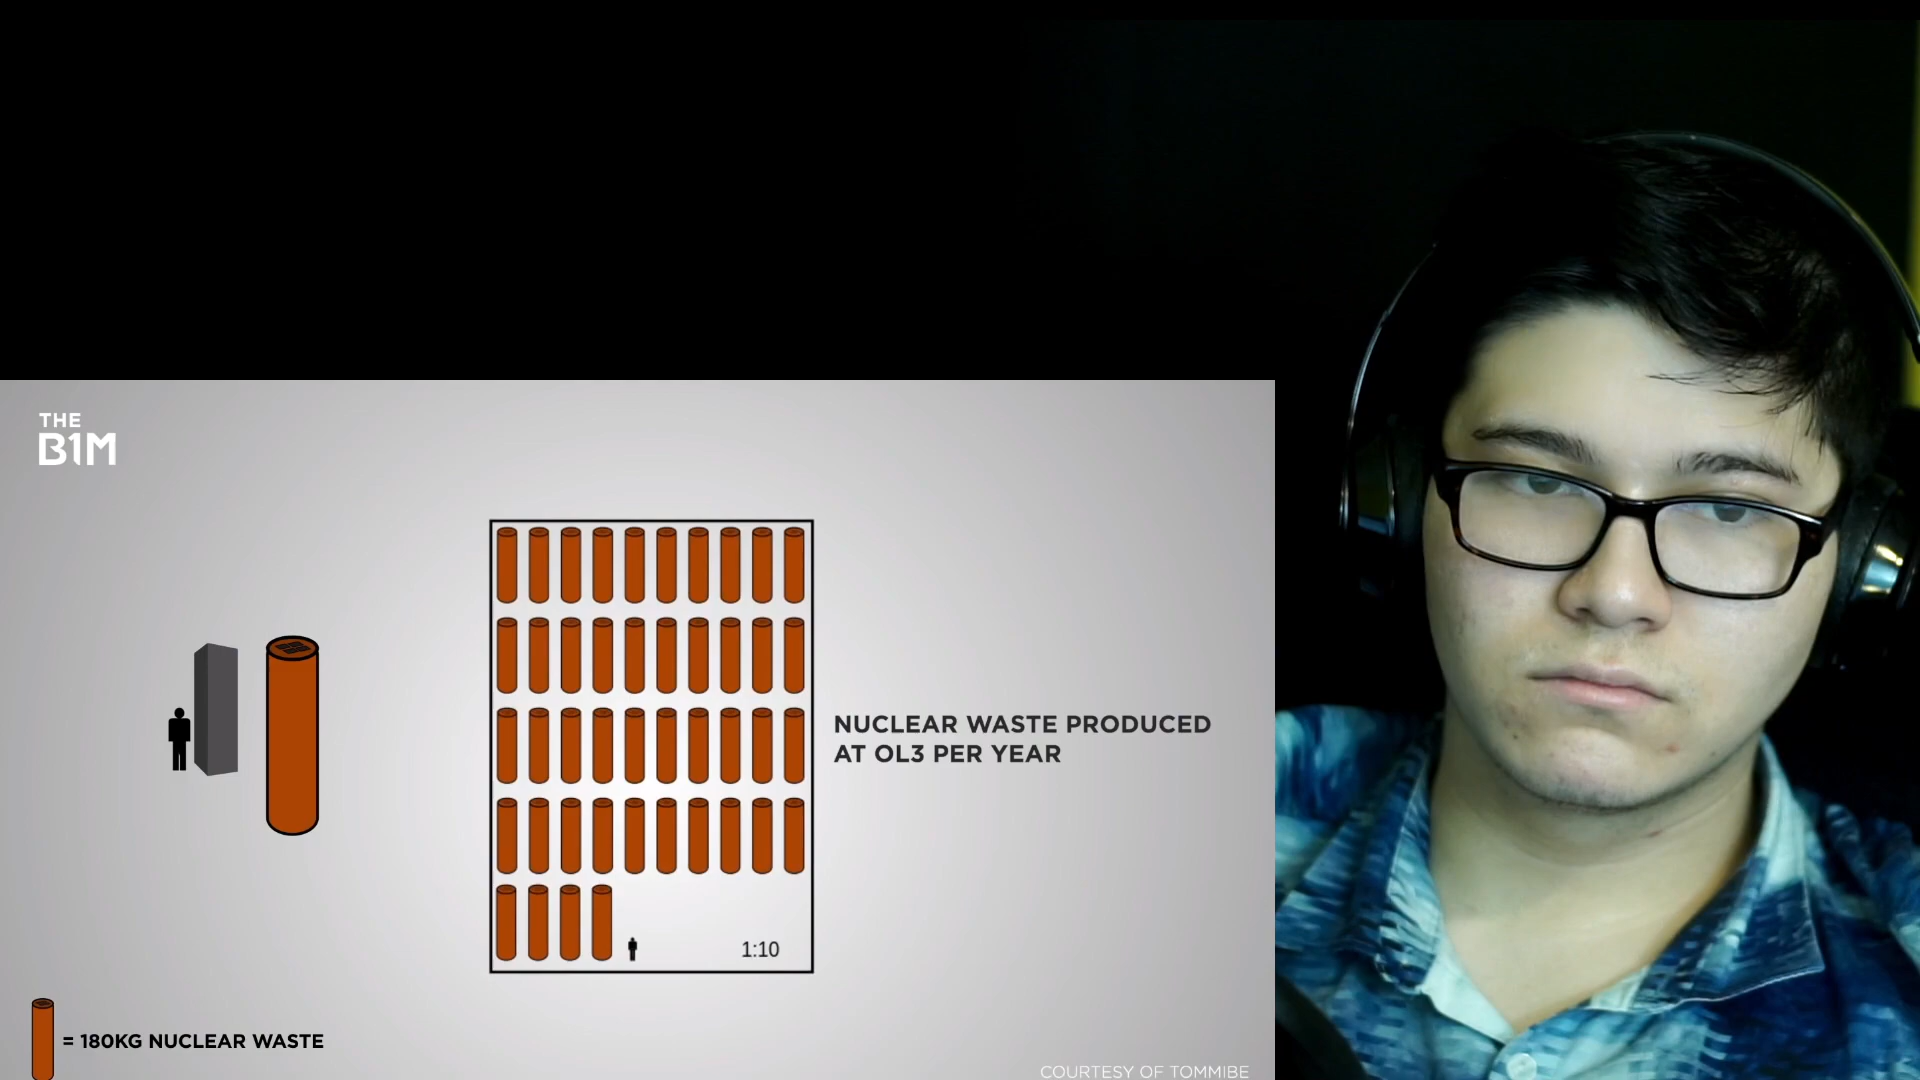 THE
B1M
NUCLEAR WASTE PRODUCED
AT OL3 PER YEAR
1:10
= 180KG NUCLEAR WASTE
COURTESY OF TOMMIBE